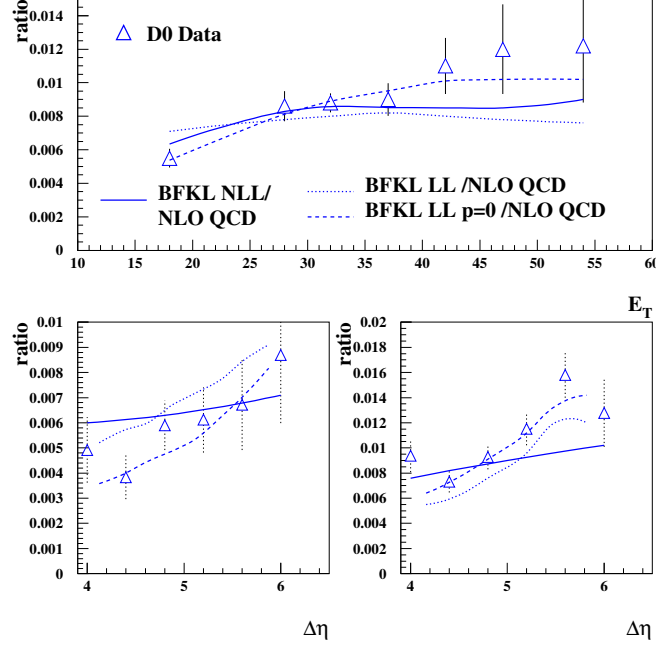 ratio
0.014
0.012
0.01
0.008
0.006
0.004
0.002
0
D0 Data
BFKL NLL/
NLO QCD
BFKL LL /NLO QCD
BFKL LL p=0 /NLO QCD
10 15 20 25 30 35 40 45 50 55 60
E_T
ratio
0.01
0.009
0.008
0.007
0.006
0.005
0.004
0.003
0.002
0.001
0
4 5 6
Δη
ratio
0.02
0.018
0.016
0.014
0.012
0.01
0.008
0.006
0.004
0.002
0
4 5 6
Δη